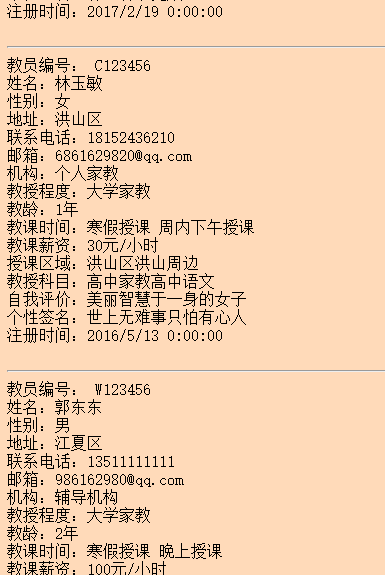 注册时间：2017/2/19 0:00:00
教员编号： C123456
姓名：林玉敏
性别：女
地址：洪山区
联系电话：18152436210
邮箱：6861629820@qq.com
机构：个人家教
教授程度：大学家教
教龄：1年
教课时间：寒假授课 周内下午授课
教课薪资：30元/小时
授课区域：洪山区洪山周边
教授科目：高中家教高中语文
自我评价：美丽智慧于一身的女子
个性签名：世上无难事只怕有心人
注册时间：2016/5/13 0:00:00
教员编号： W123456
姓名：郭东东
性别：男
地址：江夏区
联系电话：13511111111
邮箱：986162980@qq.com
机构：辅导机构
教授程度：大学家教
教龄：2年
教课时间：寒假授课 晚上授课
教课薪资：100元/小时